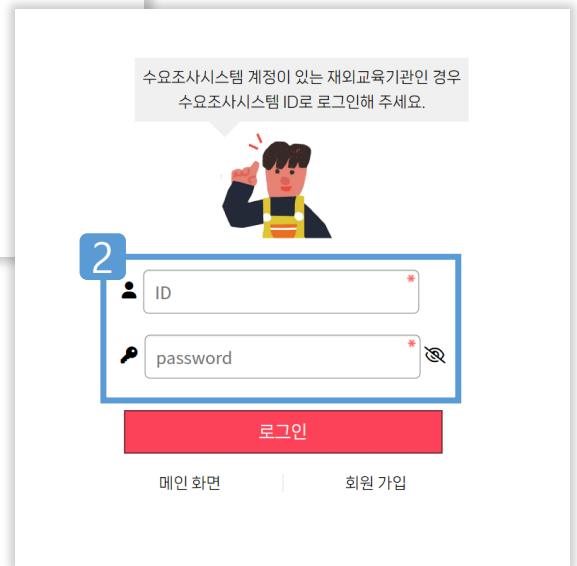 수요조사시스템 계정이 있는 재외교육기관인 경우
수요조사시스템 ID로 로그인해 주세요.
2
ID *
password *
로그인
메인 화면 회원 가입